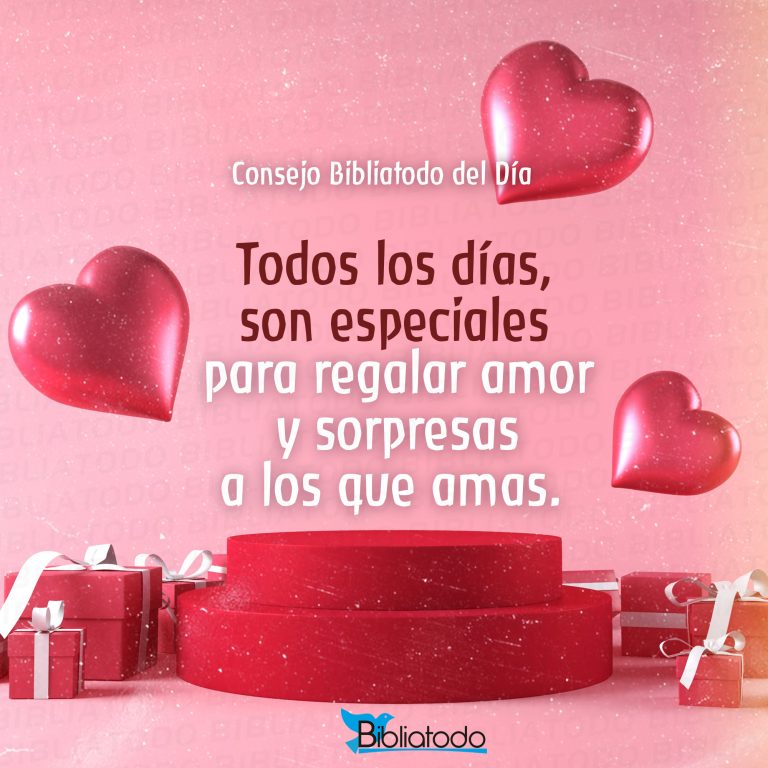 Consejo Bibliatodo del Día
Todos los días,
son especiales
para regalar amor
y sorpresas
a los que amas.
Bibliatodo